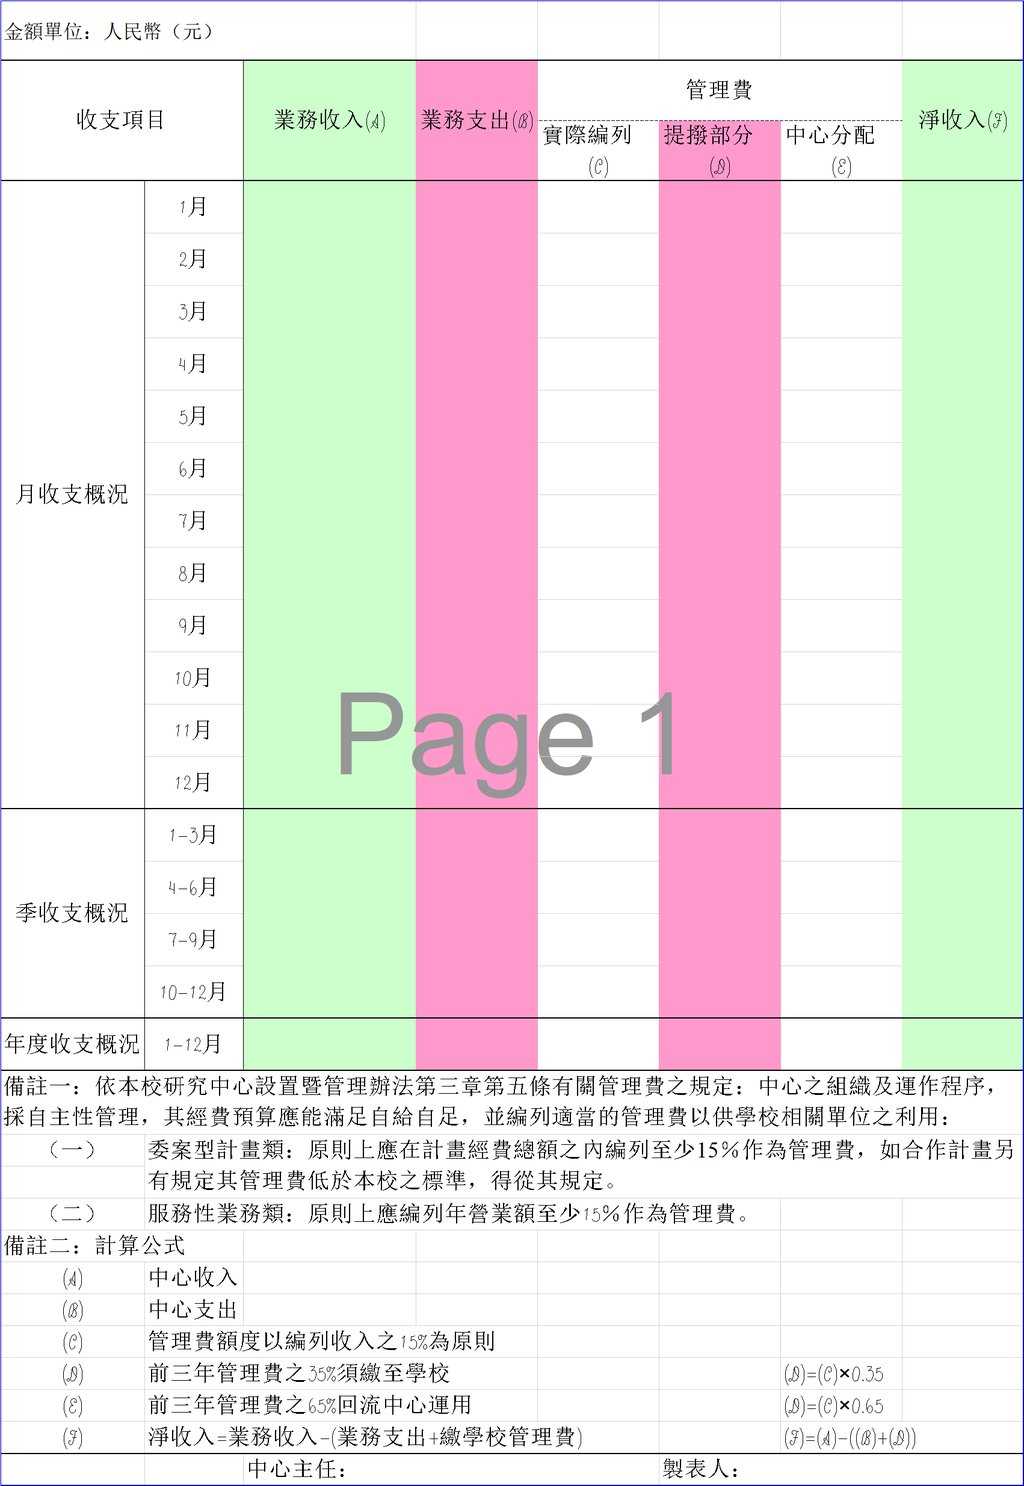 金額單位：人民幣（元）
收支項目
業務收入(A)
業務支出(B)
管理費
淨收入(F)
實際編列
(C)
提撥部分
(D)
中心分配
(E)
月收支概況
1月
2月
3月
4月
5月
6月
7月
8月
9月
10月
11月
12月
Page 1
季收支概況
1-3月
4-6月
7-9月
10-12月
年度收支概況
1-12月
備註一：依本校研究中心設置暨管理辦法第三章第五條有關管理費之規定：中心之組織及運作程序，
採自主性管理，其經費預算應能滿足自給自足，並編列適當的管理費以供學校相關單位之利用：
（一）
委案型計畫類：原則上應在計畫經費總額之內編列至少15%作為管理費，如合作計畫另
有規定其管理費低於本校之標準，得從其規定。
（二）
服務性業務類：原則上應編列年營業額至少15%作為管理費。
備註二：計算公式
(A) 中心收入
(B) 中心支出
(C) 管理費額度以編列收入之15%為原則
(D) 前三年管理費之35%須繳至學校 (D)=(C)×0.35
(E) 前三年管理費之65%回流中心運用 (D)=(C)×0.65
(F) 淨收入=業務收入-(業務支出+繳學校管理費) (F)=(A)-((B)+(D))
中心主任： 製表人：